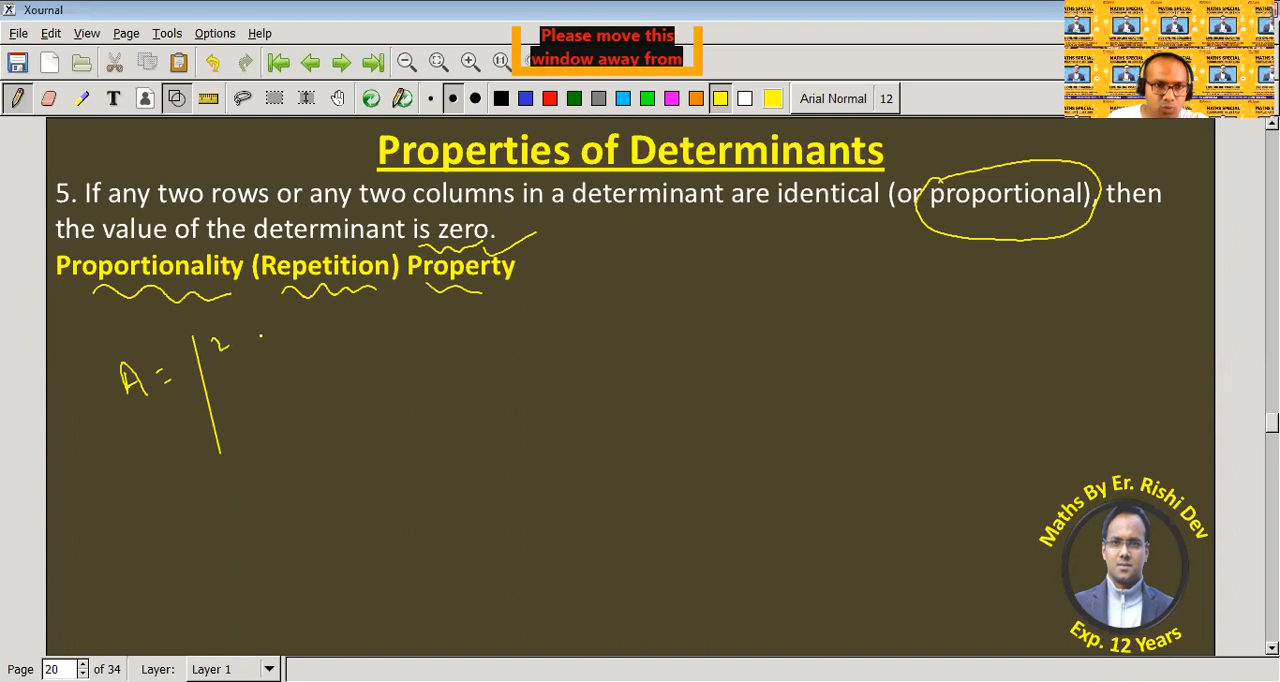 Xournal
File Edit View Page Tools Options Help
Please move this
window away from
Arial Normal 12
Properties of Determinants
5. If any two rows or any two columns in a determinant are identical (or proportional), then
the value of the determinant is zero.
Proportionality (Repetition) Property
A = 2
Maths By Er. Rishi Dev
Exp. 12 Years
Page 20 of 34 Layer: Layer 1